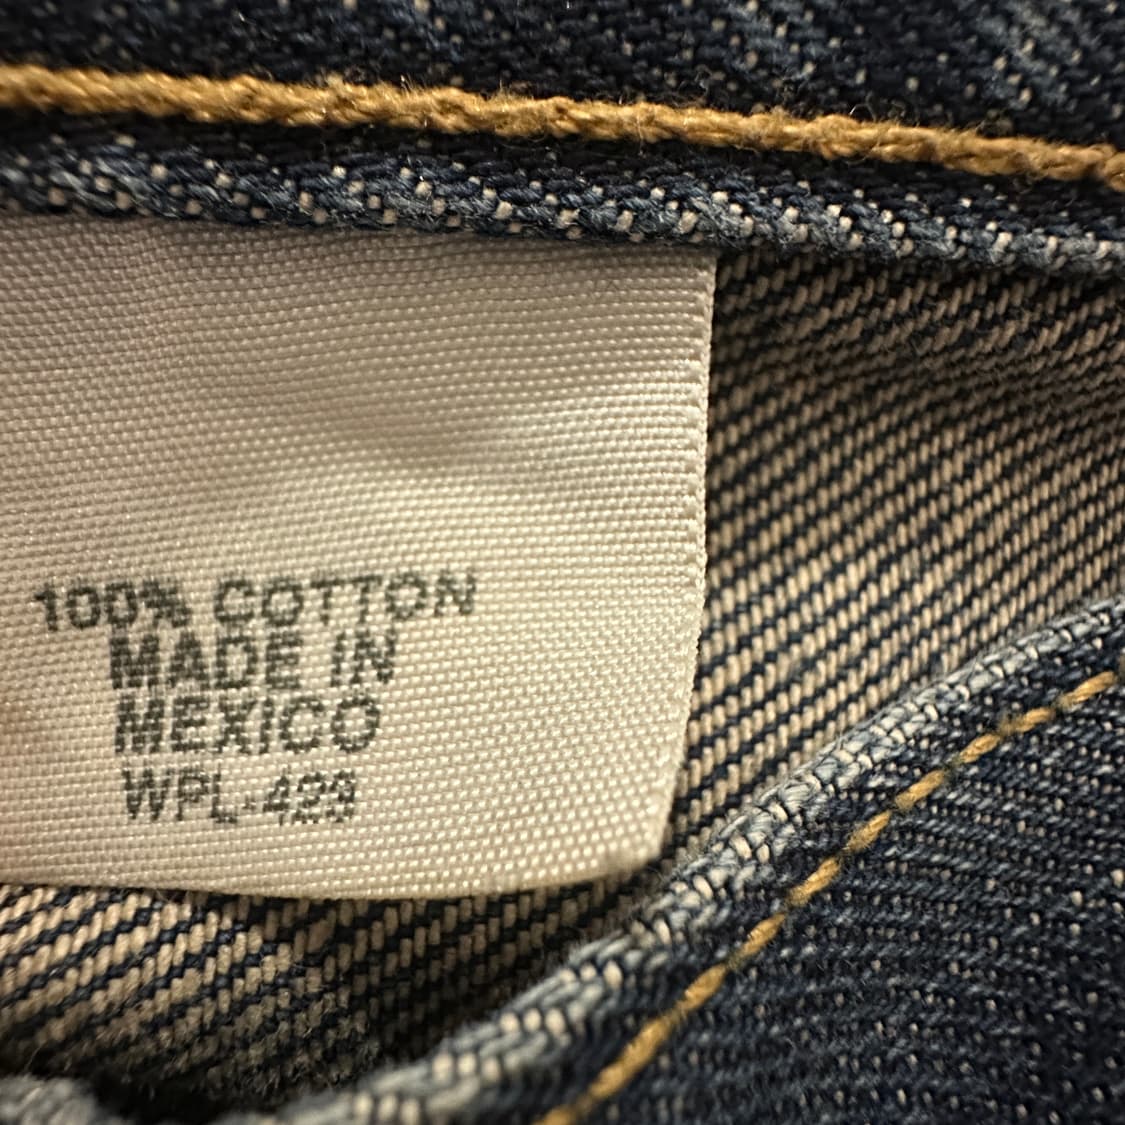 100% COTTON
MADE IN
MEXICO
WPL-423